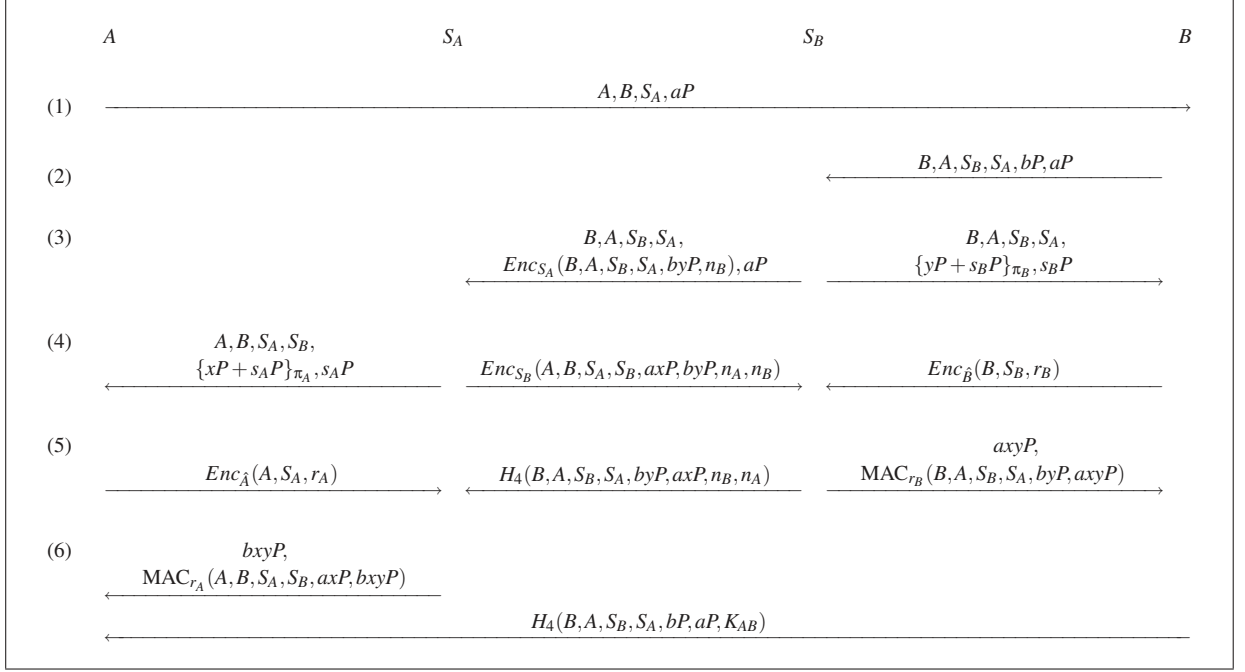 A S_A S_B B
(1) A, B, S_A, aP
(2) B, A, S_B, S_A, bP, aP
(3) B, A, S_B, S_A, B, A, S_B, S_A,
Enc_{S_A}(B, A, S_B, S_A, byP, n_B), aP {yP + s_BP}_{π_B}, s_BP
(4) A, B, S_A, S_B,
{xP + s_AP}_{π_A}, s_AP Enc_{S_B}(A, B, S_A, S_B, axP, byP, n_A, n_B) Enc_{B̂}(B, S_B, r_B)
(5) axyP,
Enc_{Â}(A, S_A, r_A) H_4(B, A, S_B, S_A, byP, axP, n_B, n_A) MAC_{r_B}(B, A, S_B, S_A, byP, axyP)
(6) bxyP,
MAC_{r_A}(A, B, S_A, S_B, axP, bxyP)
H_4(B, A, S_B, S_A, bP, aP, K_{AB})